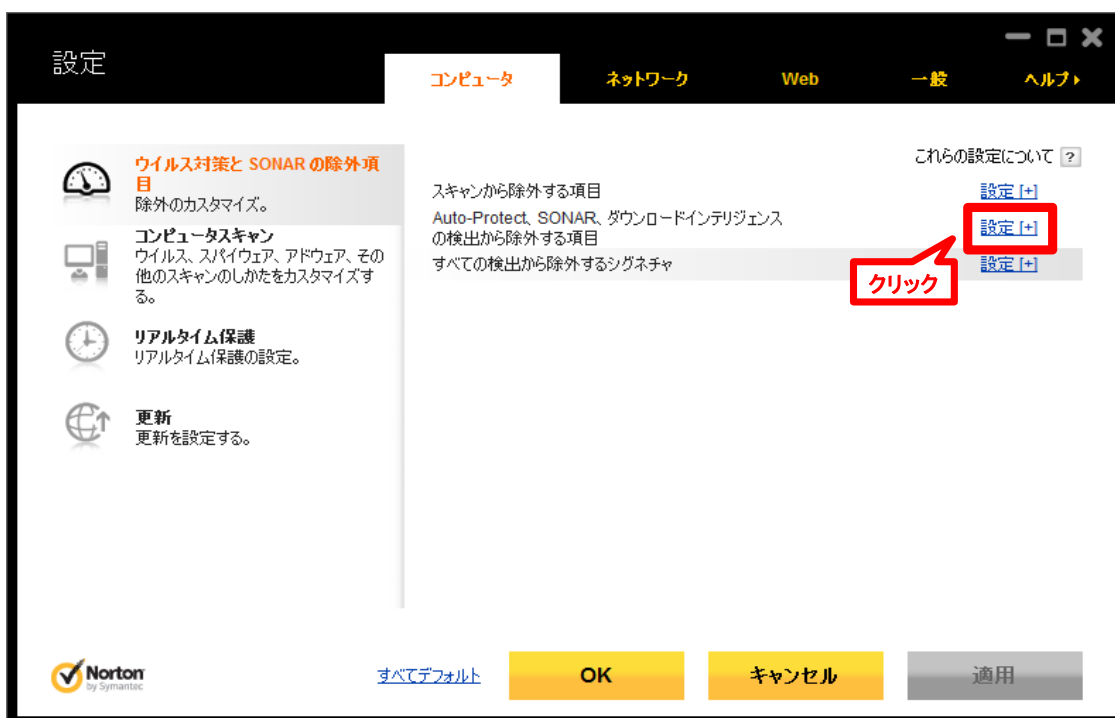 設定
コンピュータ
ネットワーク
Web
一般
ヘルプ
ウイルス対策と SONAR の除外項
目
除外のカスタマイズ。
コンピュータスキャン
ウイルス、スパイウェア、アドウェア、その
他のスキャンのしかたをカスタマイズす
る。
リアルタイム保護
リアルタイム保護の設定。
更新
更新を設定する。
これらの設定について ?
スキャンから除外する項目
設定 [+]
Auto-Protect、SONAR、ダウンロードインテリジェンス
の検出から除外する項目
設定 [+]
すべての検出から除外するシグネチャ
設定 [+]
クリック
Norton
by Symantec
すべてデフォルト
OK
キャンセル
適用